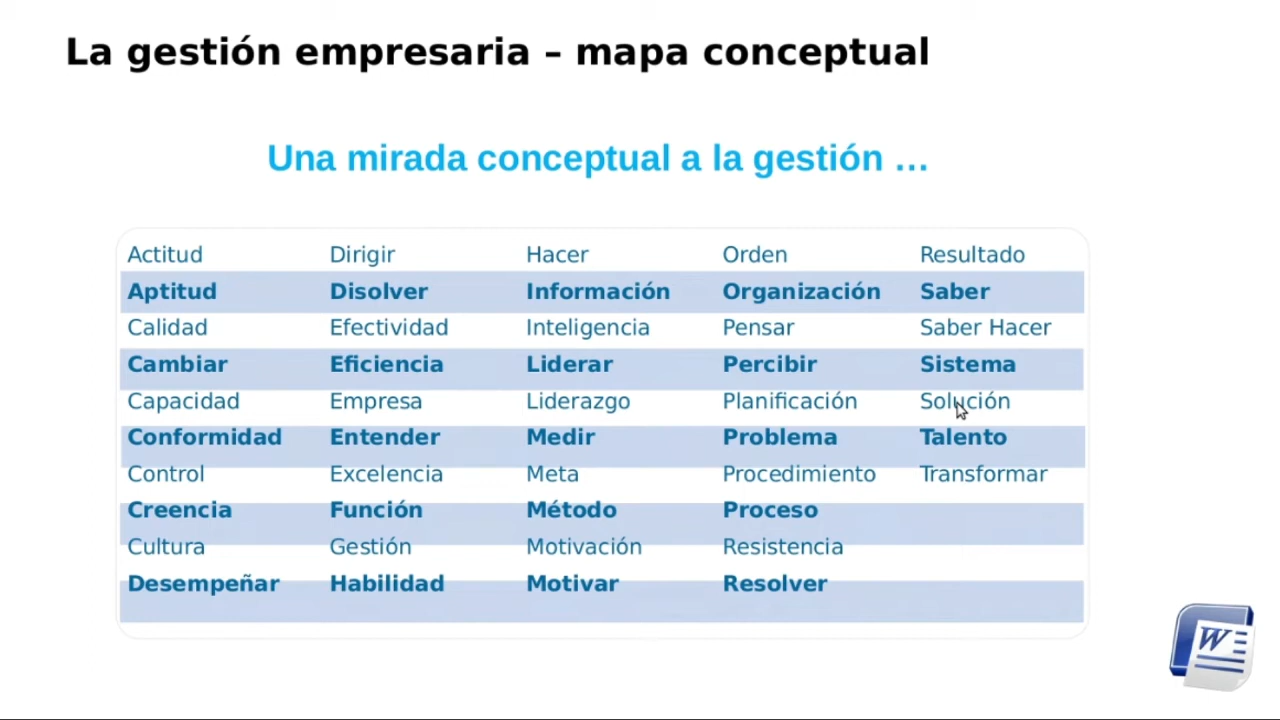 La gestión empresaria – mapa conceptual
Una mirada conceptual a la gestión ...
Actitud Dirigir Hacer Orden Resultado
Aptitud Disolver Información Organización Saber
Calidad Efectividad Inteligencia Pensar Saber Hacer
Cambiar Eficiencia Liderar Percibir Sistema
Capacidad Empresa Liderazgo Planificación Solución
Conformidad Entender Medir Problema Talento
Control Excelencia Meta Procedimiento Transformar
Creencia Función Método Proceso
Cultura Gestión Motivación Resistencia
Desempeñar Habilidad Motivar Resolver
W